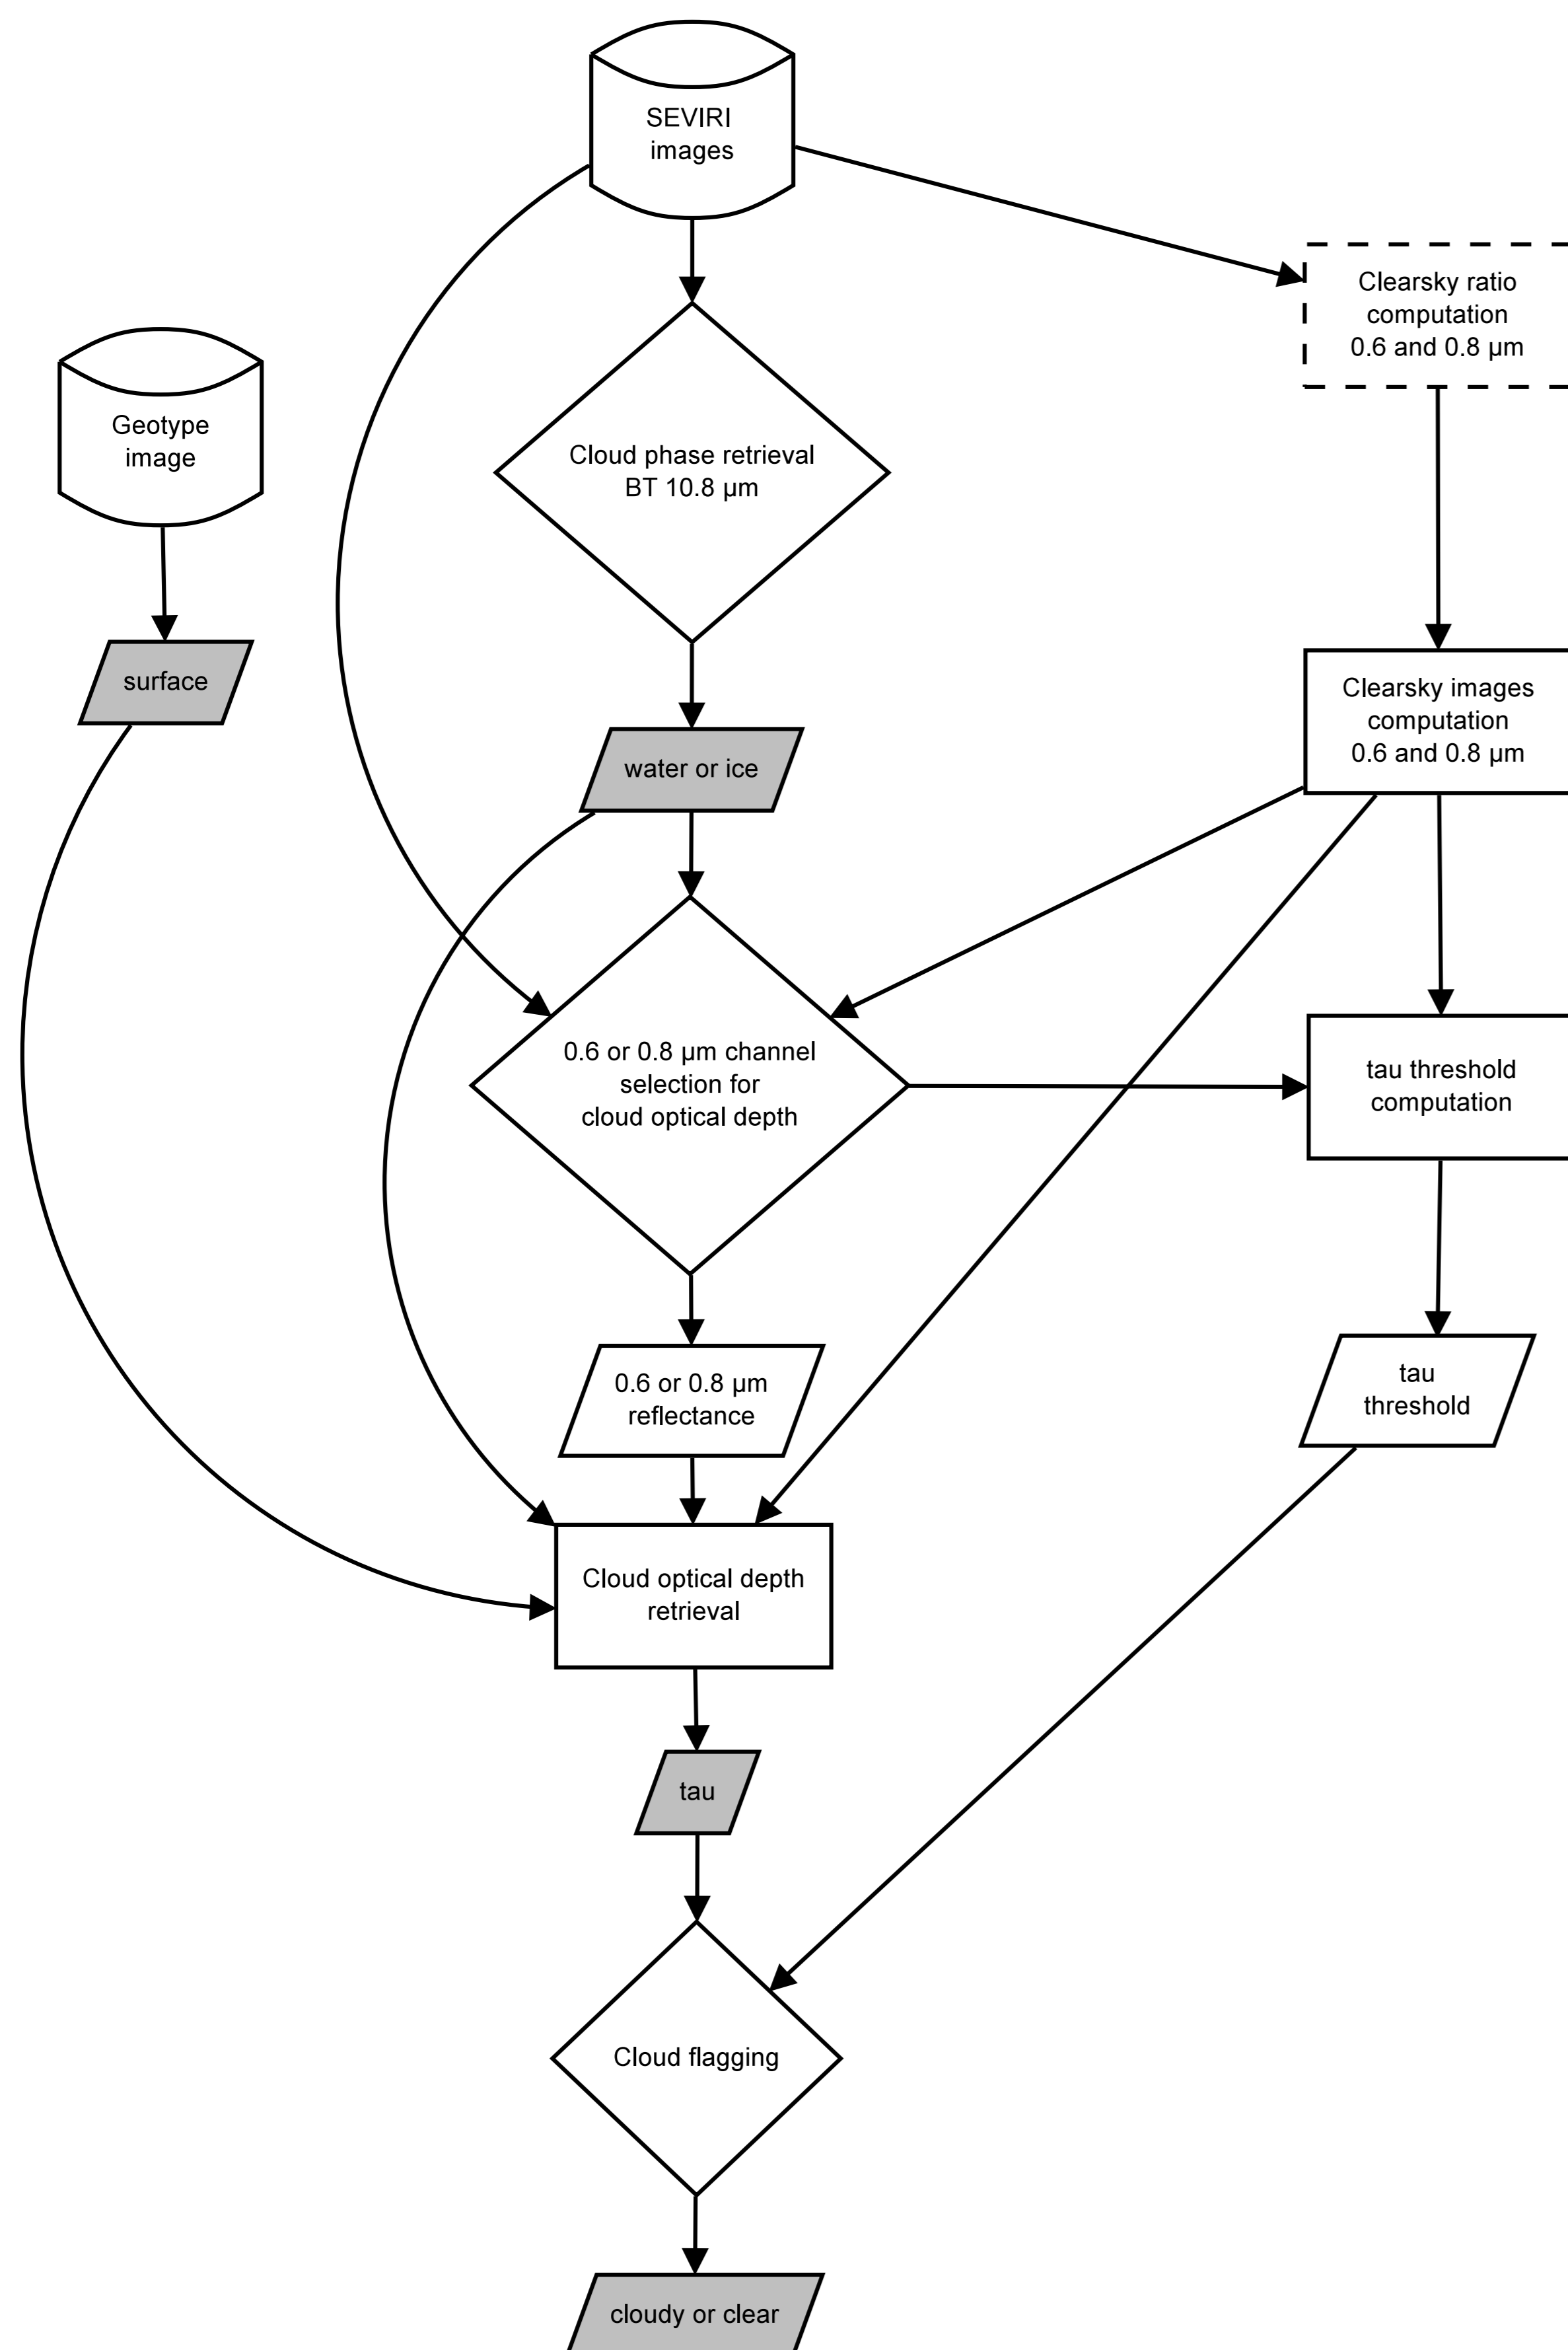 SEVIRI
images
Clearsky ratio
computation
0.6 and 0.8 µm
Geotype
image
Cloud phase retrieval
BT 10.8 µm
surface
Clearsky images
computation
0.6 and 0.8 µm
water or ice
0.6 or 0.8 µm channel
selection for
cloud optical depth
tau threshold
computation
0.6 or 0.8 µm
reflectance
tau
threshold
Cloud optical depth
retrieval
tau
Cloud flagging
cloudy or clear